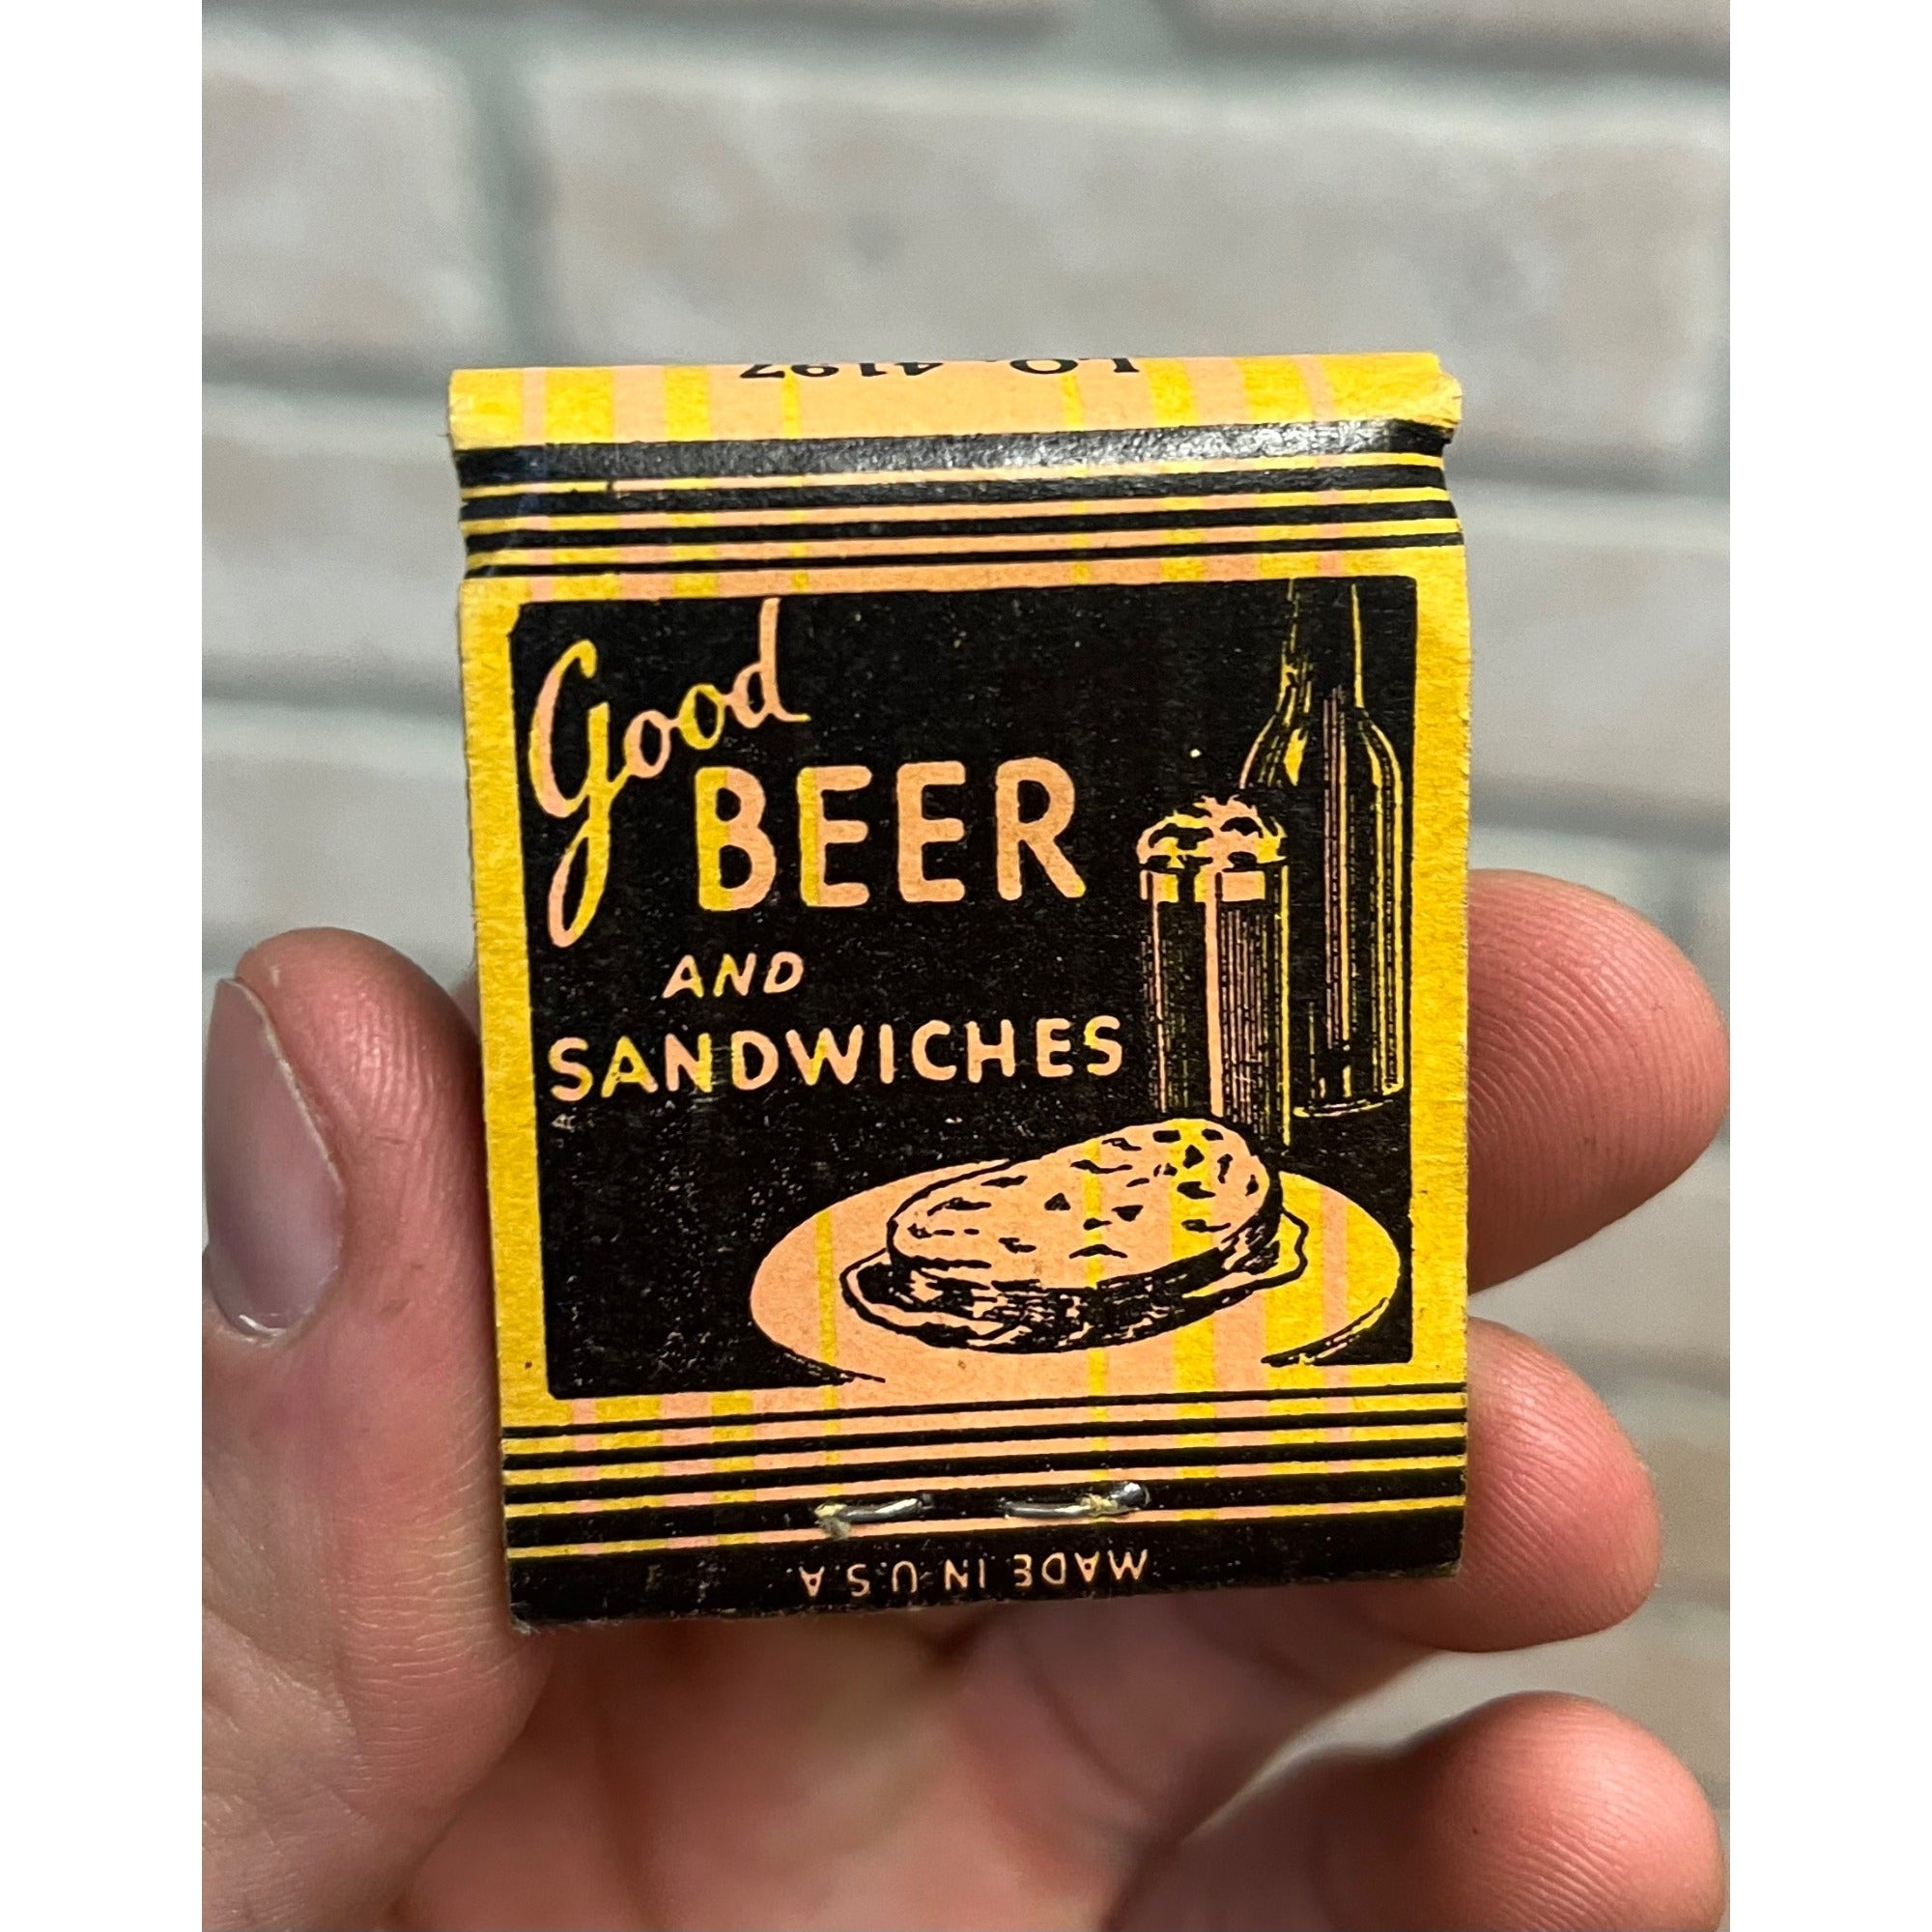 LO. 4197
Good
BEER
AND
SANDWICHES
MADE IN U.S.A.